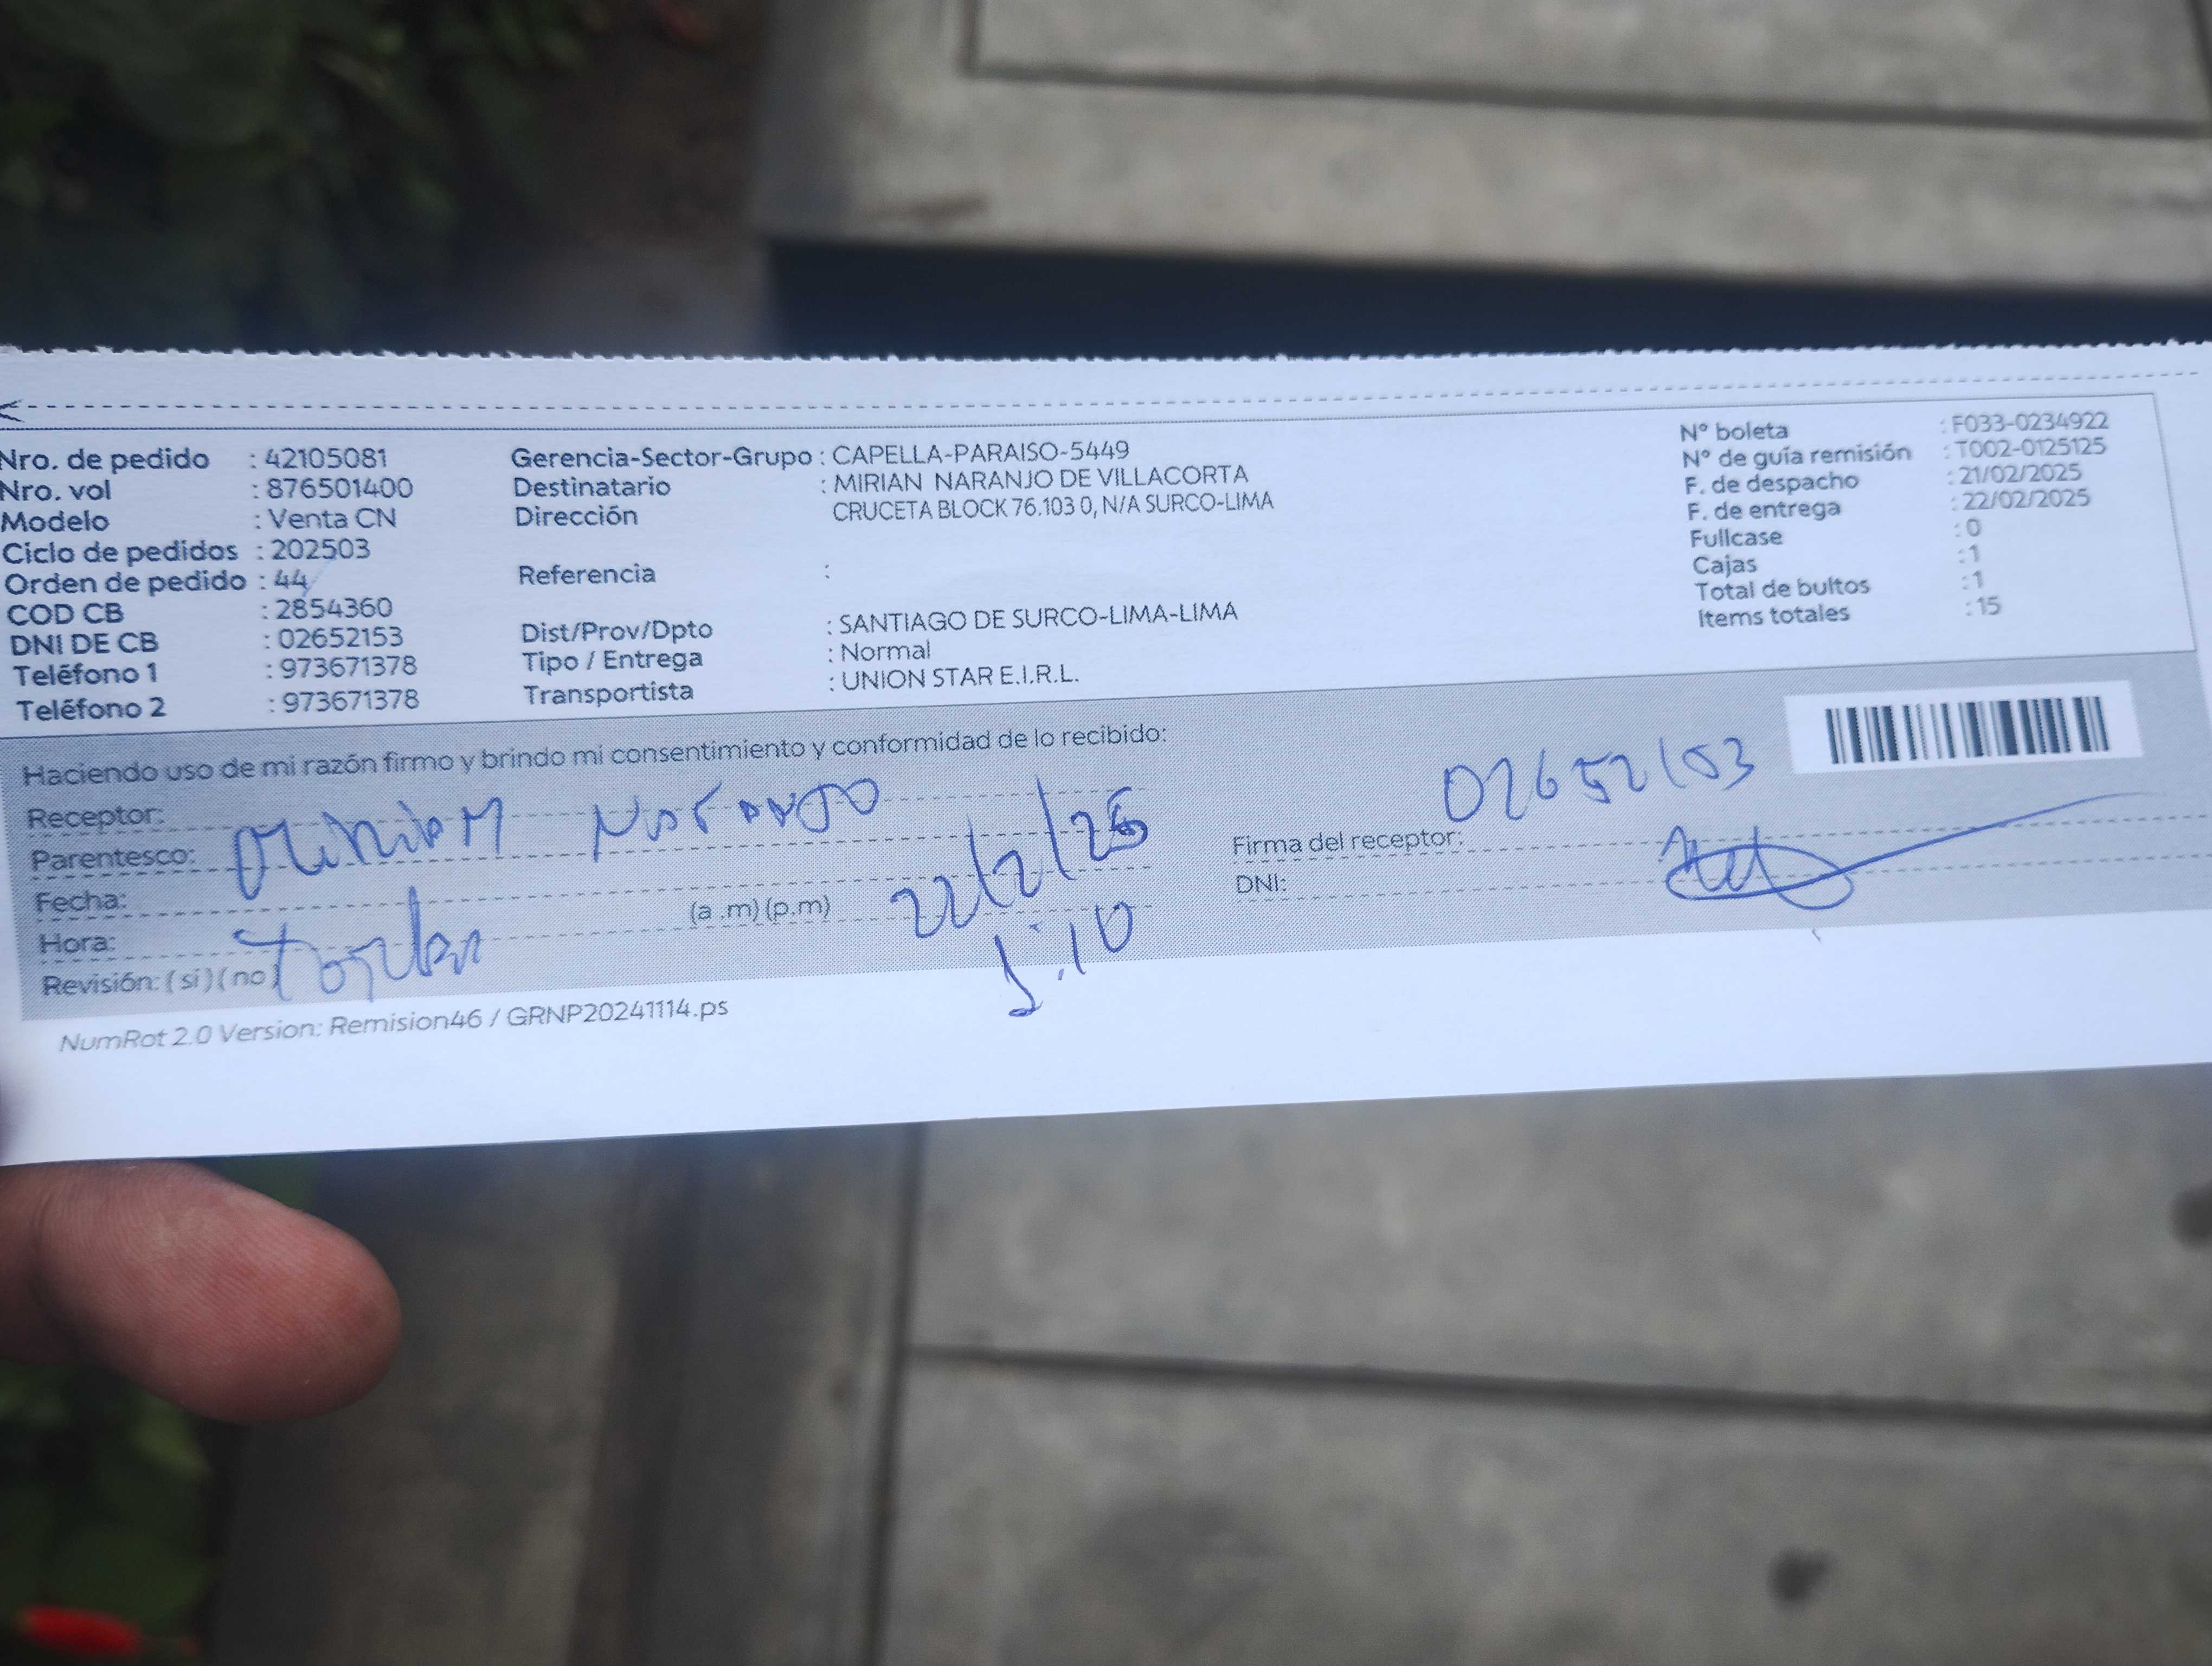 Nro. de pedido : 42105081
Nro. vol : 876501400
Modelo : Venta CN
Ciclo de pedidos : 202503
Orden de pedido : 44
COD CB : 2854360
DNI DE CB : 02652153
Teléfono 1 : 973671378
Teléfono 2 : 973671378
Gerencia-Sector-Grupo : CAPELLA-PARAISO-5449
Destinatario : MIRIAN NARANJO DE VILLACORTA
Dirección CRUCETA BLOCK 76.103 0, N/A SURCO-LIMA
Referencia :
Dist/Prov/Dpto : SANTIAGO DE SURCO-LIMA-LIMA
Tipo / Entrega : Normal
Transportista : UNION STAR E.I.R.L.
N° boleta : F033-0234922
N° de guía remisión : T002-0125125
F. de despacho : 21/02/2025
F. de entrega : 22/02/2025
Fullcase : 0
Cajas : 1
Total de bultos : 1
Items totales : 15
Haciendo uso de mi razón firmo y brindo mi consentimiento y conformidad de lo recibido:
Receptor:
Miriam Naranjo
Parentesco:
Fecha:
22/2/25
Hora: (a.m) (p.m)
1:10
Revisión: (si) (no)
02652153
Firma del receptor:
DNI:
NumRot 2.0 Version: Remision46 / GRNP20241114.ps